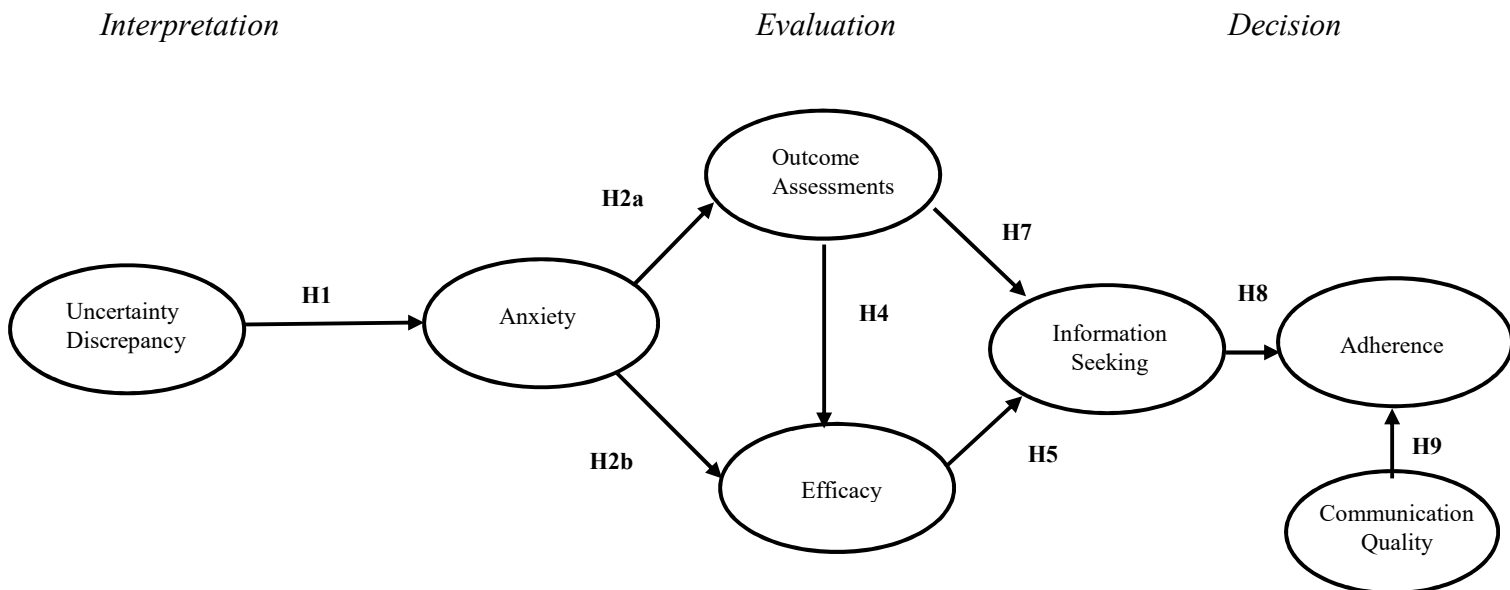 Interpretation
Evaluation
Decision
Outcome
Assessments
H2a
H7
H1
Uncertainty
Discrepancy
Anxiety
H4
H8
Information
Seeking
Adherence
H2b
H5
H9
Efficacy
Communication
Quality